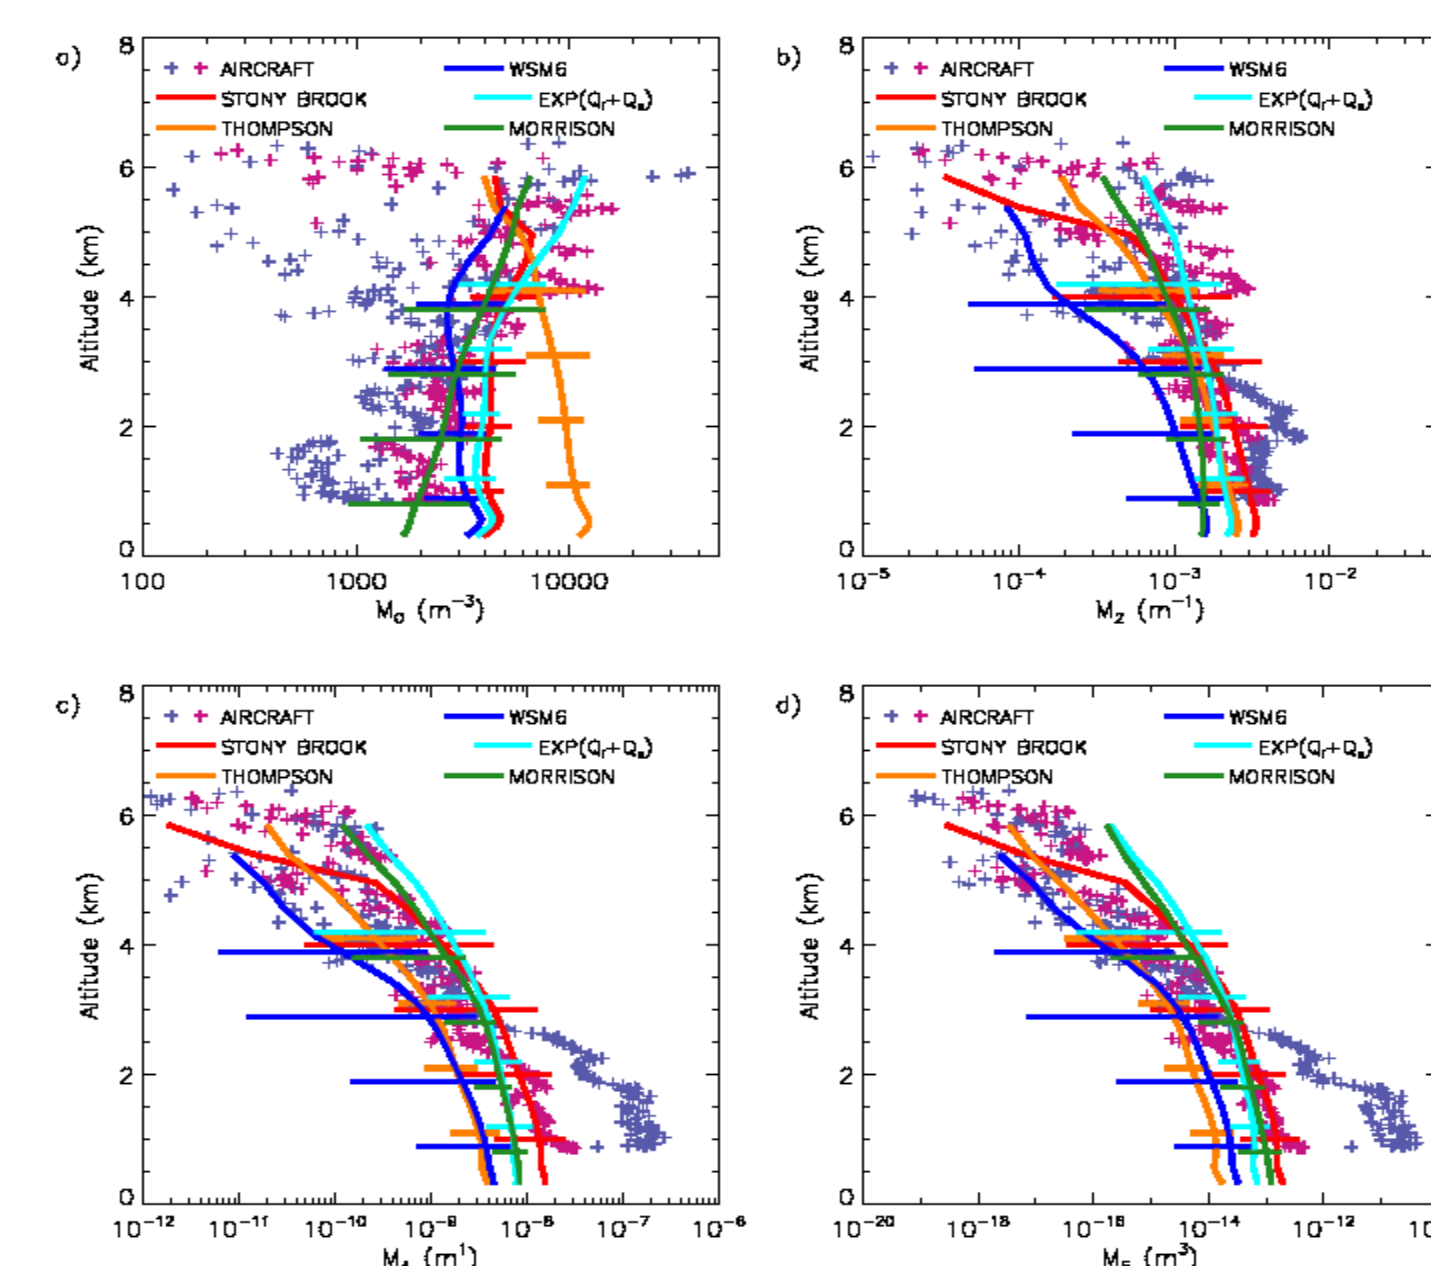 a)
8
6
4
2
0
Altitude (km)
+ + AIRCRAFT
STONY BROOK
THOMPSON
WSM6
EXP(Qr+Qs)
MORRISON
100 1000 10000
M0 (m−3)
b)
8
6
4
2
0
Altitude (km)
+ + AIRCRAFT
STONY BROOK
THOMPSON
WSM6
EXP(Qr+Qs)
MORRISON
10−5 10−4 10−3 10−2
M2 (m−1)
c)
8
6
4
2
0
Altitude (km)
+ + AIRCRAFT
STONY BROOK
THOMPSON
WSM6
EXP(Qr+Qs)
MORRISON
10−12 10−11 10−10 10−9 10−8 10−7 10−6
M4 (m1)
d)
8
6
4
2
0
Altitude (km)
+ + AIRCRAFT
STONY BROOK
THOMPSON
WSM6
EXP(Qr+Qs)
MORRISON
10−20 10−18 10−16 10−14 10−12
(m3)